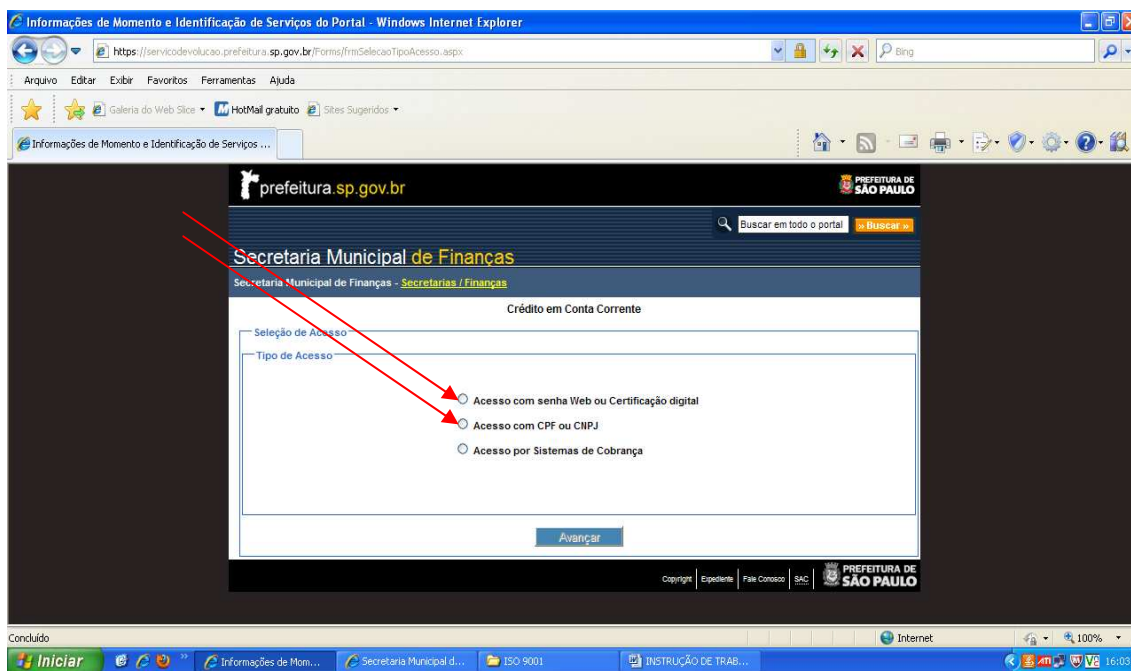 Informações de Momento e Identificação de Serviços do Portal - Windows Internet Explorer
https://servicodevolucao.prefeitura.sp.gov.br/Forms/frmSelecaoTipoAcesso.aspx
Bing
Arquivo Editar Exibir Favoritos Ferramentas Ajuda
Galeria do Web Slice HotMail gratuito Sites Sugeridos
Informações de Momento e Identificação de Serviços ...
prefeitura.sp.gov.br
PREFEITURA DE
SÃO PAULO
Buscar em todo o portal
» Buscar »
Secretaria Municipal de Finanças
Secretaria Municipal de Finanças - Secretarias / Finanças
Crédito em Conta Corrente
Seleção de Acesso
Tipo de Acesso
Acesso com senha Web ou Certificação digital
Acesso com CPF ou CNPJ
Acesso por Sistemas de Cobrança
Avançar
Copyright Expediente Fale Conosco SAC
PREFEITURA DE
SÃO PAULO
Concluído
Internet
100%
Iniciar
Informações de Mom...
Secretaria Municipal d...
ISO 9001
INSTRUÇÃO DE TRAB...
16:03